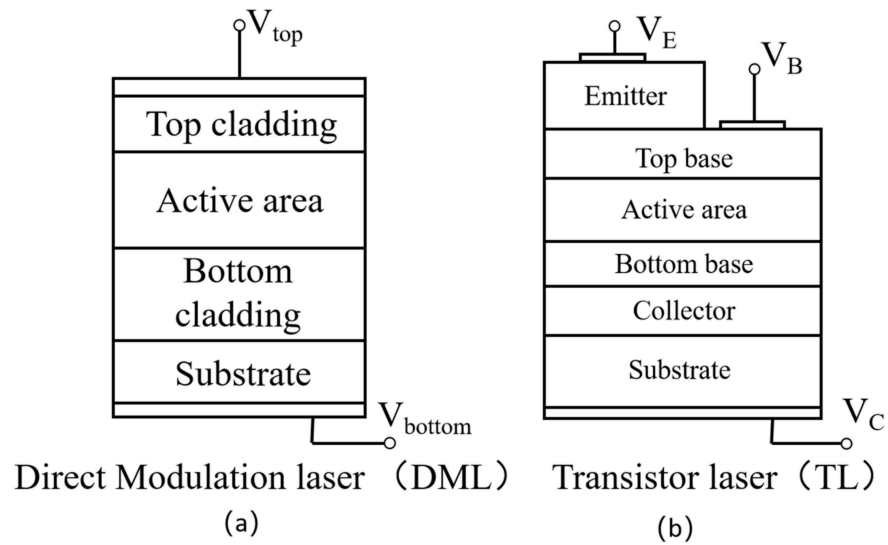 V_top
Top cladding
Active area
Bottom
cladding
Substrate
V_bottom
Direct Modulation laser （DML）
(a)
V_E
V_B
Emitter
Top base
Active area
Bottom base
Collector
Substrate
V_C
Transistor laser（TL）
(b)